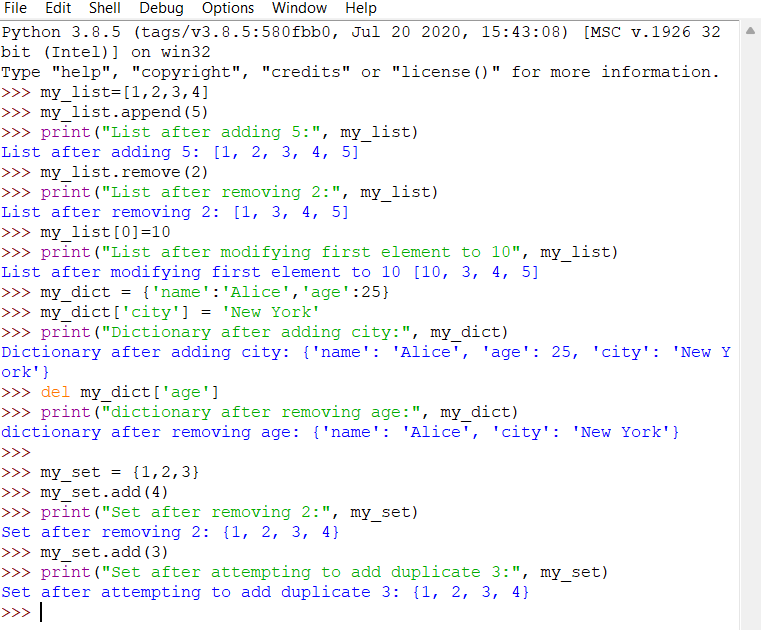 File Edit Shell Debug Options Window Help
Python 3.8.5 (tags/v3.8.5:580fbb0, Jul 20 2020, 15:43:08) [MSC v.1926 32
bit (Intel)] on win32
Type "help", "copyright", "credits" or "license()" for more information.
>>> my_list=[1,2,3,4]
>>> my_list.append(5)
>>> print("List after adding 5:", my_list)
List after adding 5: [1, 2, 3, 4, 5]
>>> my_list.remove(2)
>>> print("List after removing 2:", my_list)
List after removing 2: [1, 3, 4, 5]
>>> my_list[0]=10
>>> print("List after modifying first element to 10", my_list)
List after modifying first element to 10 [10, 3, 4, 5]
>>> my_dict = {'name':'Alice','age':25}
>>> my_dict['city'] = 'New York'
>>> print("Dictionary after adding city:", my_dict)
Dictionary after adding city: {'name': 'Alice', 'age': 25, 'city': 'New Y
ork'}
>>> del my_dict['age']
>>> print("dictionary after removing age:", my_dict)
dictionary after removing age: {'name': 'Alice', 'city': 'New York'}
>>>
>>> my_set = {1,2,3}
>>> my_set.add(4)
>>> print("Set after removing 2:", my_set)
Set after removing 2: {1, 2, 3, 4}
>>> my_set.add(3)
>>> print("Set after attempting to add duplicate 3:", my_set)
Set after attempting to add duplicate 3: {1, 2, 3, 4}
>>>